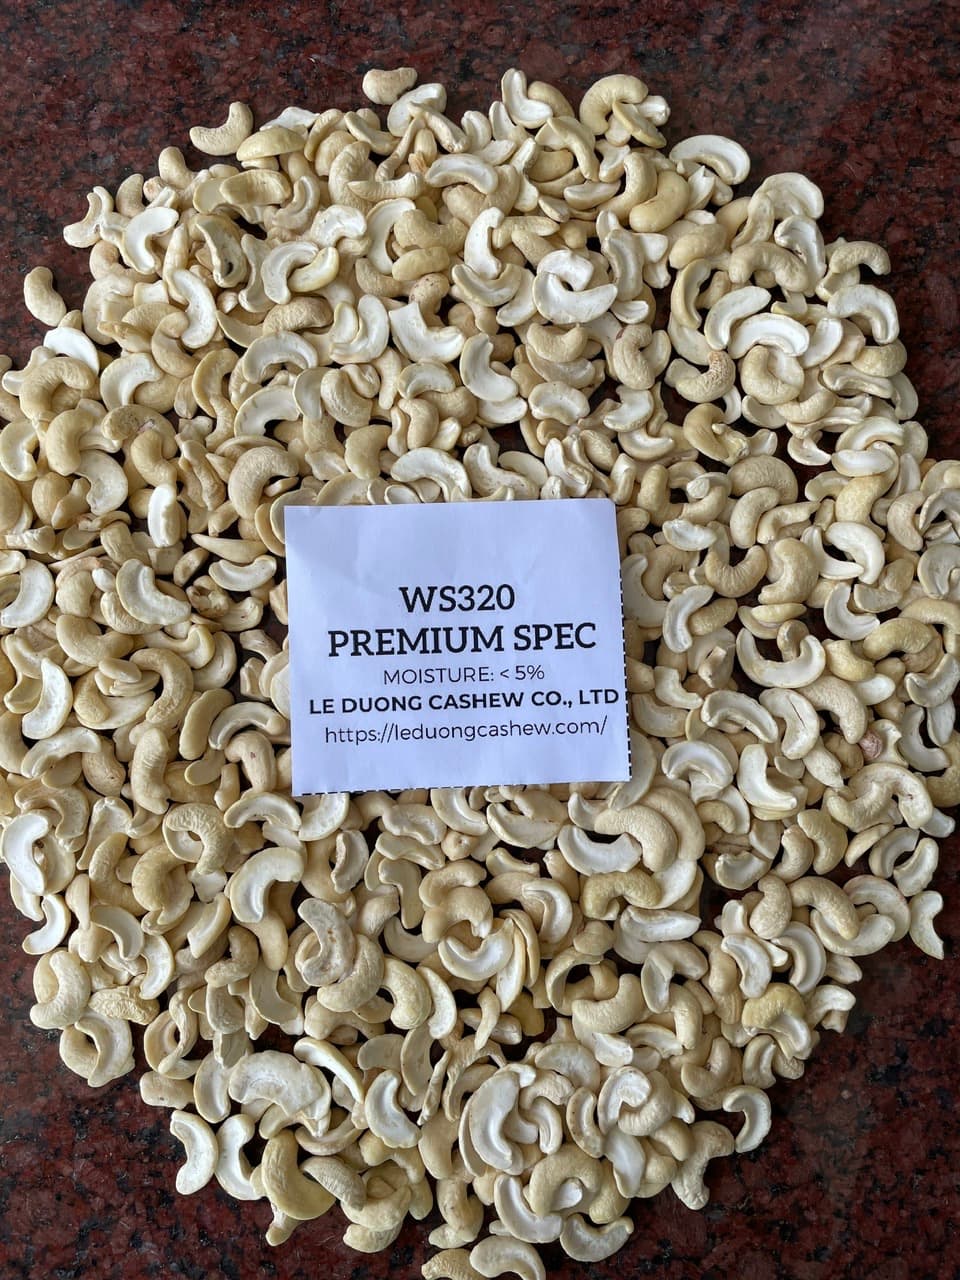 WS320
PREMIUM SPEC
MOISTURE: < 5%
LE DUONG CASHEW CO., LTD
https://leduongcashew.com/